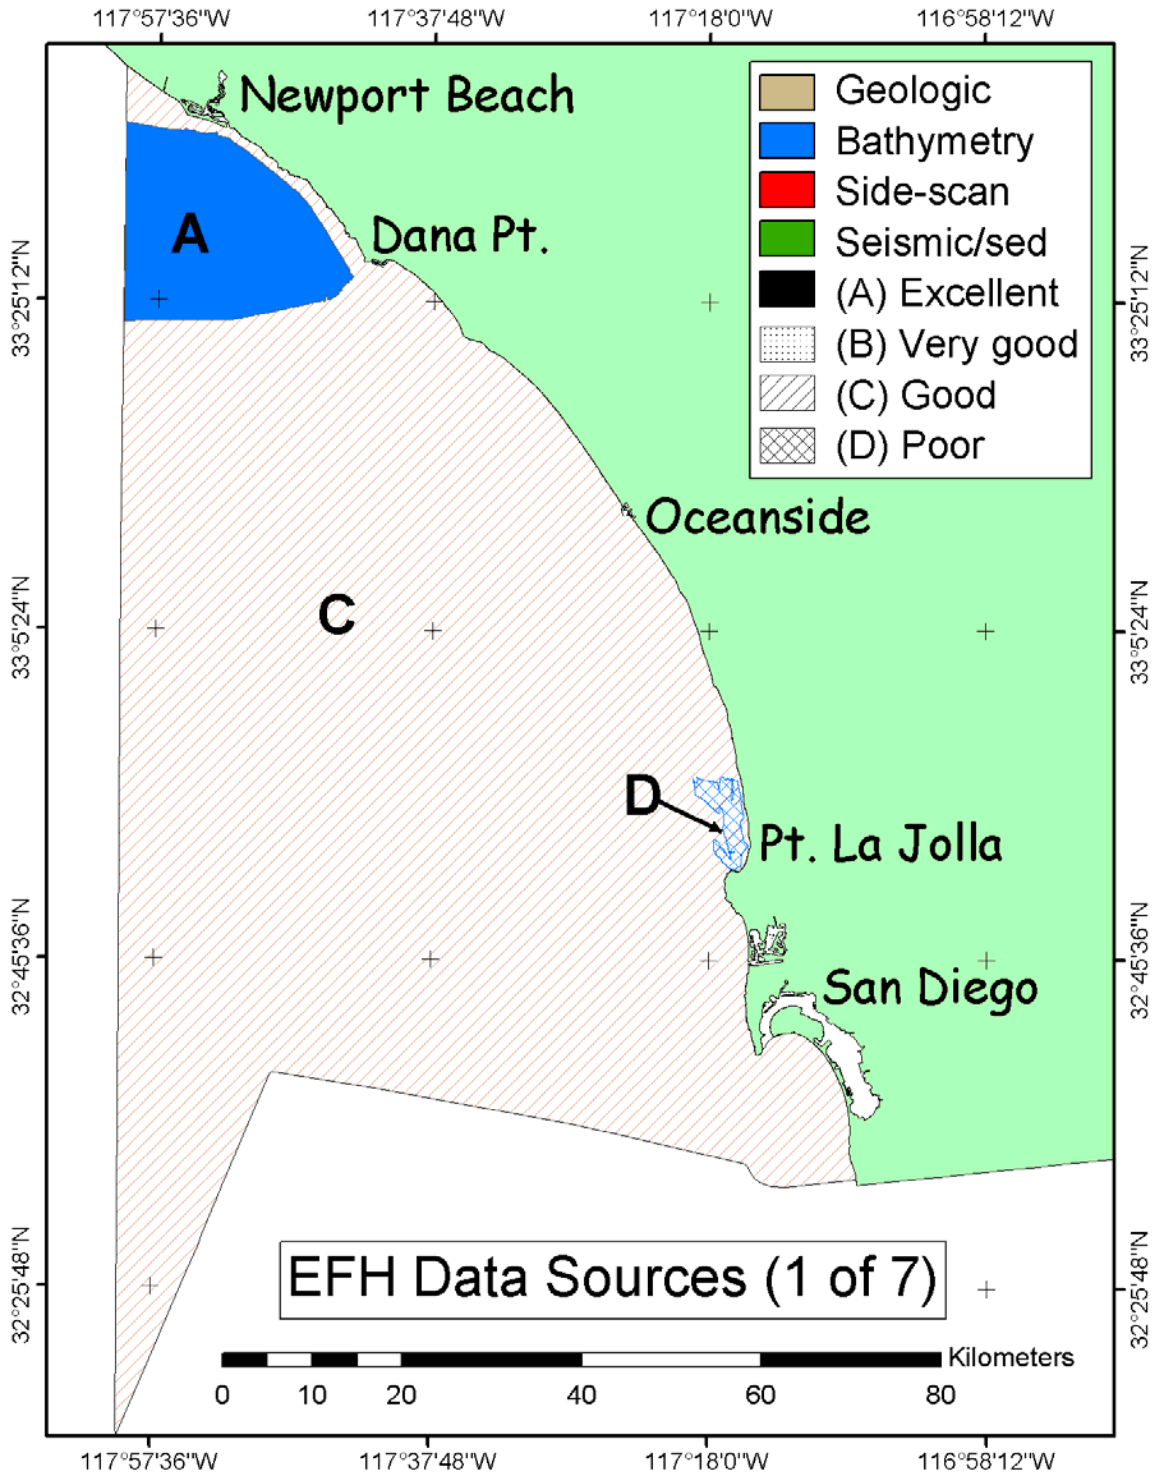 117°57'36"W 117°37'48"W 117°18'0"W 116°58'12"W
Newport Beach
Geologic
Bathymetry
Side-scan
Seismic/sed
(A) Excellent
(B) Very good
(C) Good
(D) Poor
A
Dana Pt.
33°25'12"N 33°25'12"N
Oceanside
C
33°5'24"N 33°5'24"N
D
Pt. La Jolla
32°45'36"N 32°45'36"N
San Diego
EFH Data Sources (1 of 7)
32°25'48"N 32°25'48"N
Kilometers
0 10 20 40 60 80
117°57'36"W 117°37'48"W 117°18'0"W 116°58'12"W